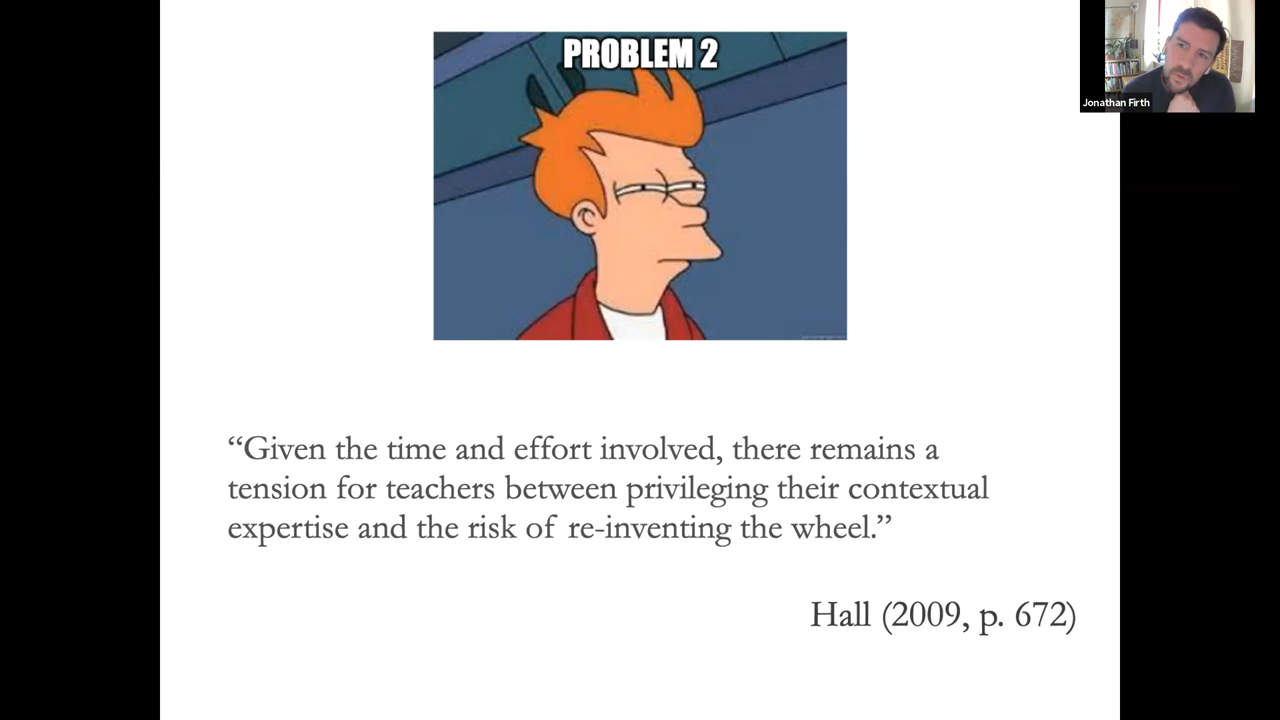 PROBLEM 2
Jonathan Firth
“Given the time and effort involved, there remains a
tension for teachers between privileging their contextual
expertise and the risk of re-inventing the wheel.”
Hall (2009, p. 672)